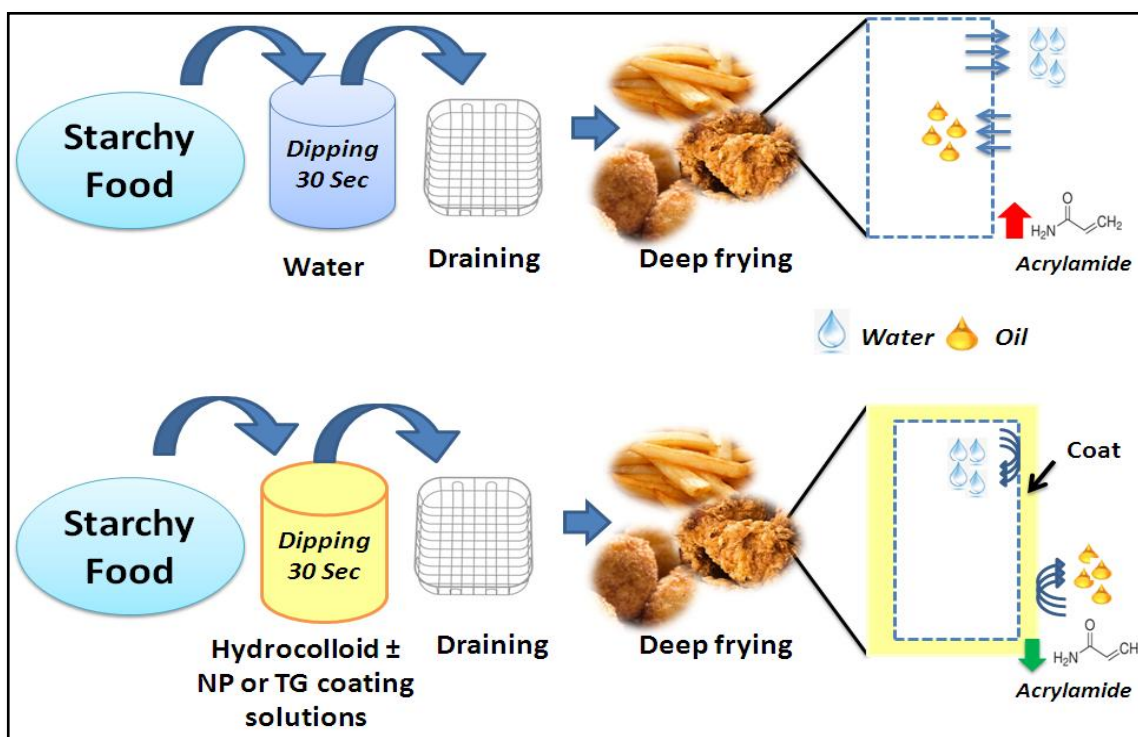 Starchy
Food
Dipping
30 Sec
Water
Draining
Deep frying
O
H₂N
CH₂
Acrylamide
Water
Oil
Starchy
Food
Dipping
30 Sec
Hydrocolloid ±
NP or TG coating
solutions
Draining
Deep frying
Coat
O
H₂N
CH
Acrylamide